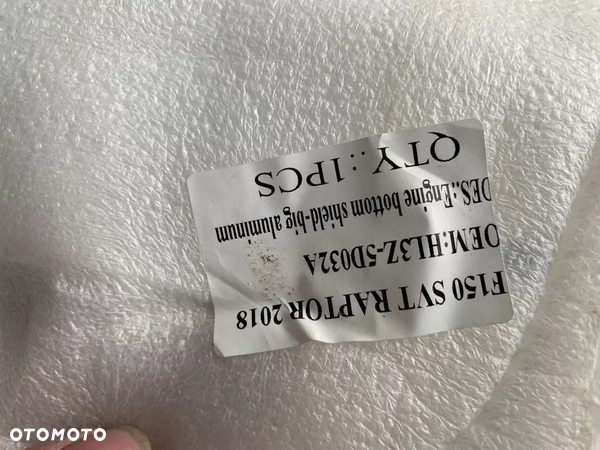 F150 SVT RAPTOR 2018
OEM:HL3Z-5D032A
DES.:Engine bottom shield-big aluminum
QTY.:1PCS
OTOMOTO